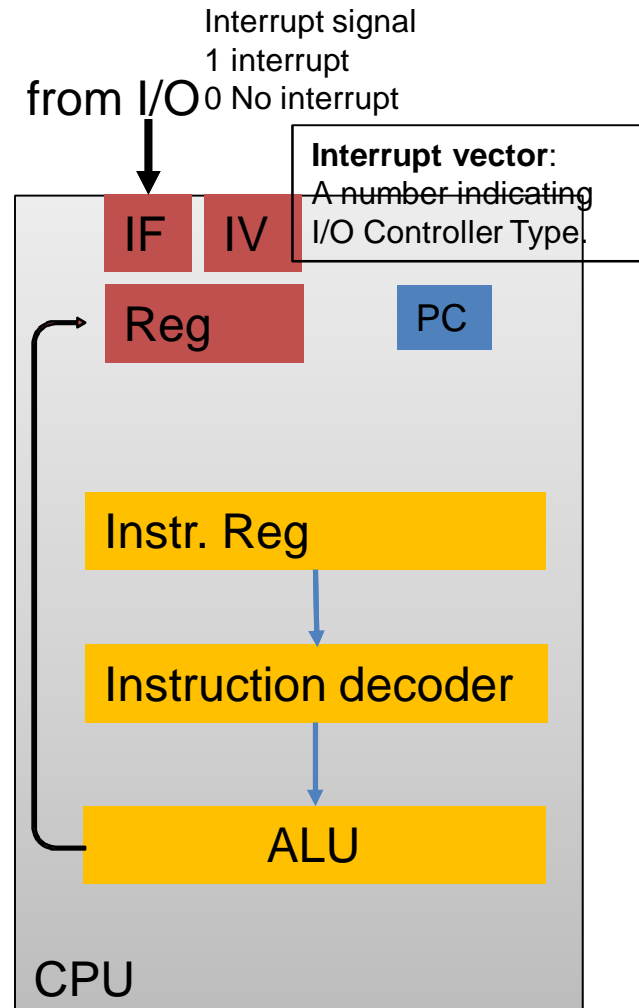 Interrupt signal
1 interrupt
from I/O 0 No interrupt
Interrupt vector:
A number indicating
I/O Controller Type.
IF IV
Reg PC
Instr. Reg
Instruction decoder
ALU
CPU